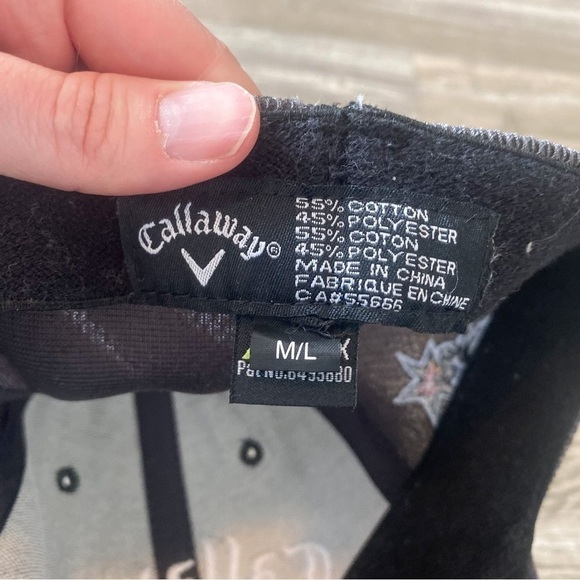 Callaway®
55% COTTON
45% POLYESTER
55% COTON
45% POLYESTER
MADE IN CHINA
FABRIQUE EN CHINE
CA#55666
M/L
X